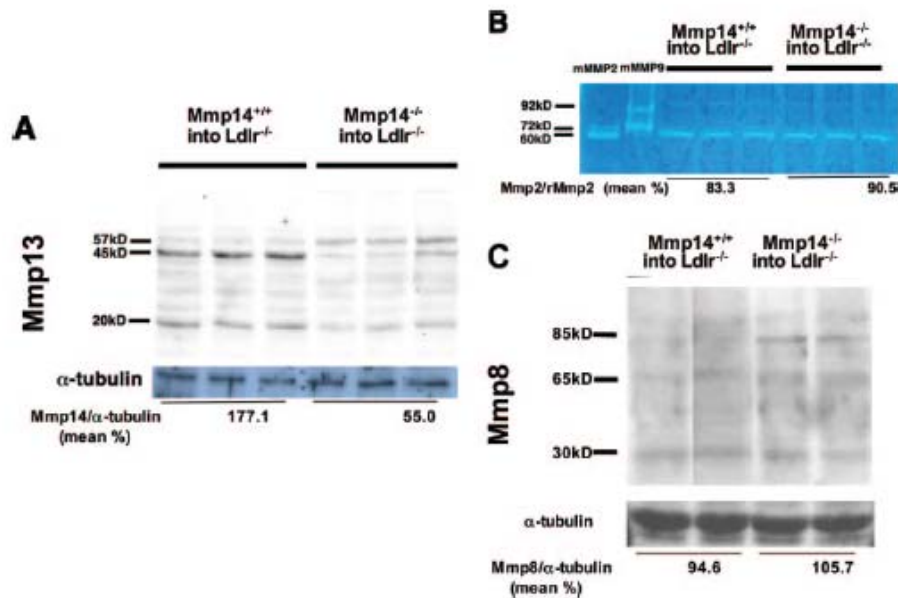 A
Mmp14+/+
into Ldlr-/-
Mmp14-/-
into Ldlr-/-
Mmp13
57kD
45kD
20kD
α-tubulin
Mmp14/α-tubulin
(mean %)
177.1
55.0
B
Mmp14+/+
into Ldlr-/-
Mmp14-/-
into Ldlr-/-
mMMP2
mMMP9
92kD
72kD
60kD
Mmp2/rMmp2 (mean %)
83.3
90.5
C
Mmp14+/+
into Ldlr-/-
Mmp14-/-
into Ldlr-/-
Mmp8
85kD
65kD
30kD
α-tubulin
Mmp8/α-tubulin
(mean %)
94.6
105.7